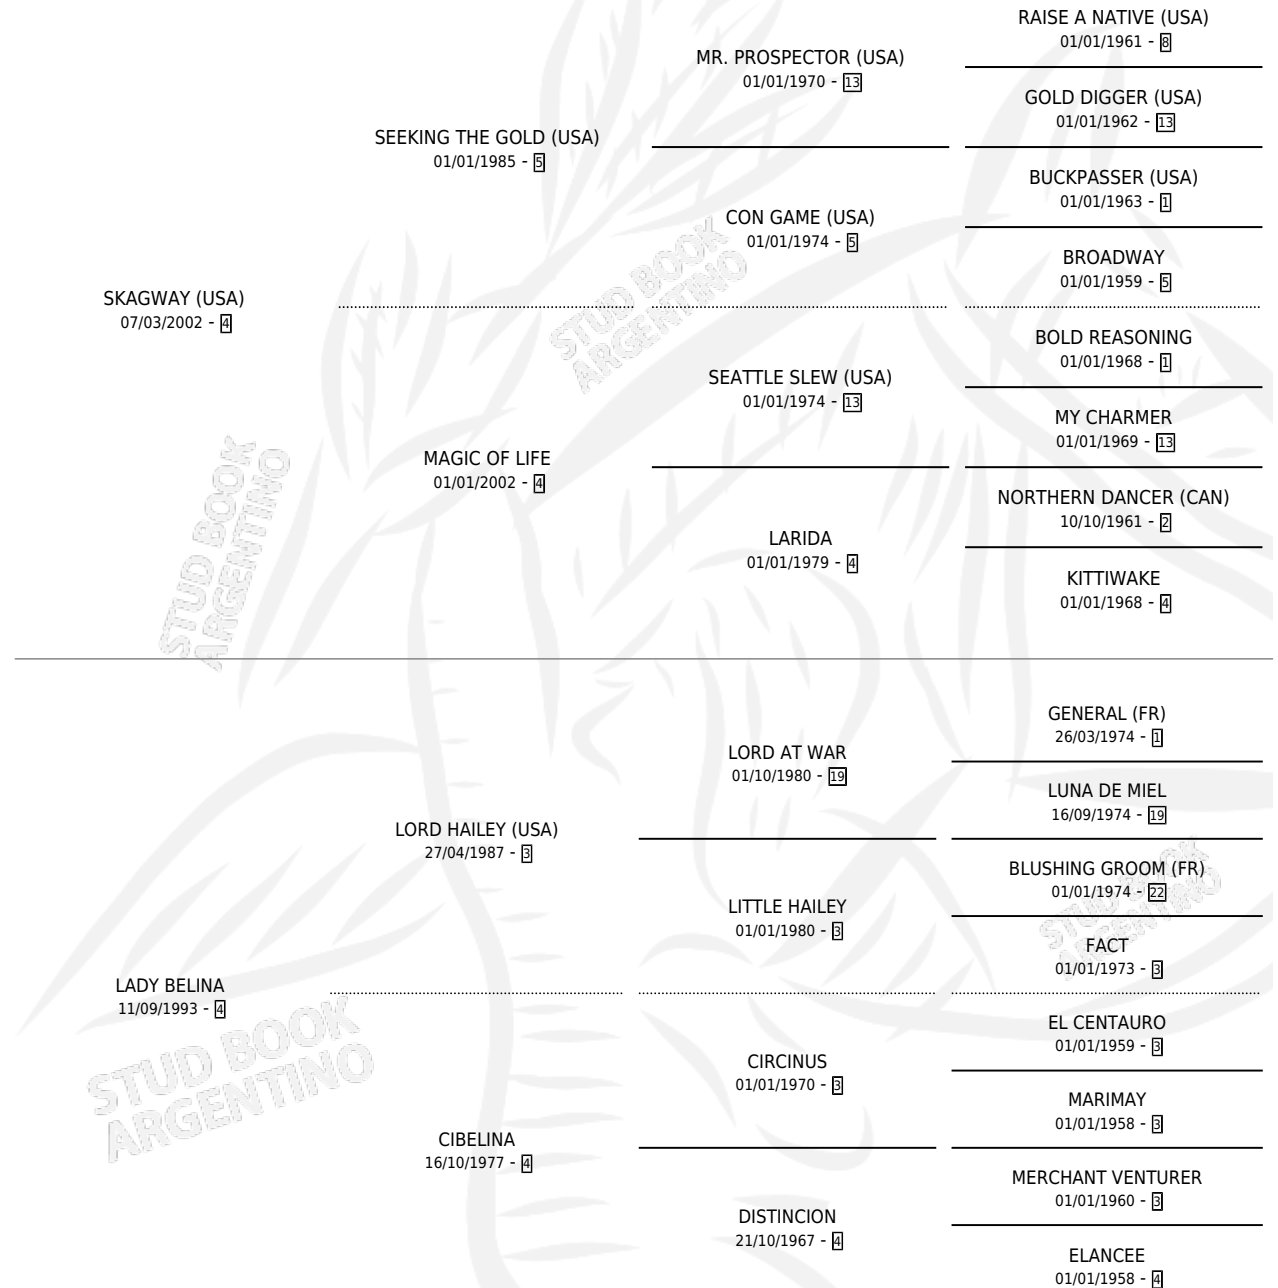 SKAGWAY (USA)
07/03/2002 - 4
SEEKING THE GOLD (USA)
01/01/1985 - 5
MR. PROSPECTOR (USA)
01/01/1970 - 13
RAISE A NATIVE (USA)
01/01/1961 - 8
GOLD DIGGER (USA)
01/01/1962 - 13
CON GAME (USA)
01/01/1974 - 5
BUCKPASSER (USA)
01/01/1963 - 1
BROADWAY
01/01/1959 - 5
MAGIC OF LIFE
01/01/2002 - 4
SEATTLE SLEW (USA)
01/01/1974 - 13
BOLD REASONING
01/01/1968 - 1
MY CHARMER
01/01/1969 - 13
LARIDA
01/01/1979 - 4
NORTHERN DANCER (CAN)
10/10/1961 - 2
KITTIWAKE
01/01/1968 - 4
LADY BELINA
11/09/1993 - 4
LORD HAILEY (USA)
27/04/1987 - 3
LORD AT WAR
01/10/1980 - 19
GENERAL (FR)
26/03/1974 - 1
LUNA DE MIEL
16/09/1974 - 19
LITTLE HAILEY
01/01/1980 - 3
BLUSHING GROOM (FR)
01/01/1974 - 22
FACT
01/01/1973 - 3
CIBELINA
16/10/1977 - 4
CIRCINUS
01/01/1970 - 3
EL CENTAURO
01/01/1959 - 3
MARIMAY
01/01/1958 - 3
DISTINCION
21/10/1967 - 4
MERCHANT VENTURER
01/01/1960 - 3
ELANCEE
01/01/1958 - 4
STUD BOOK
ARGENTINO
STUD BOOK
ARGENTINO
STUD BOOK
ARGENTINO
STUD BOOK
ARGENTINO